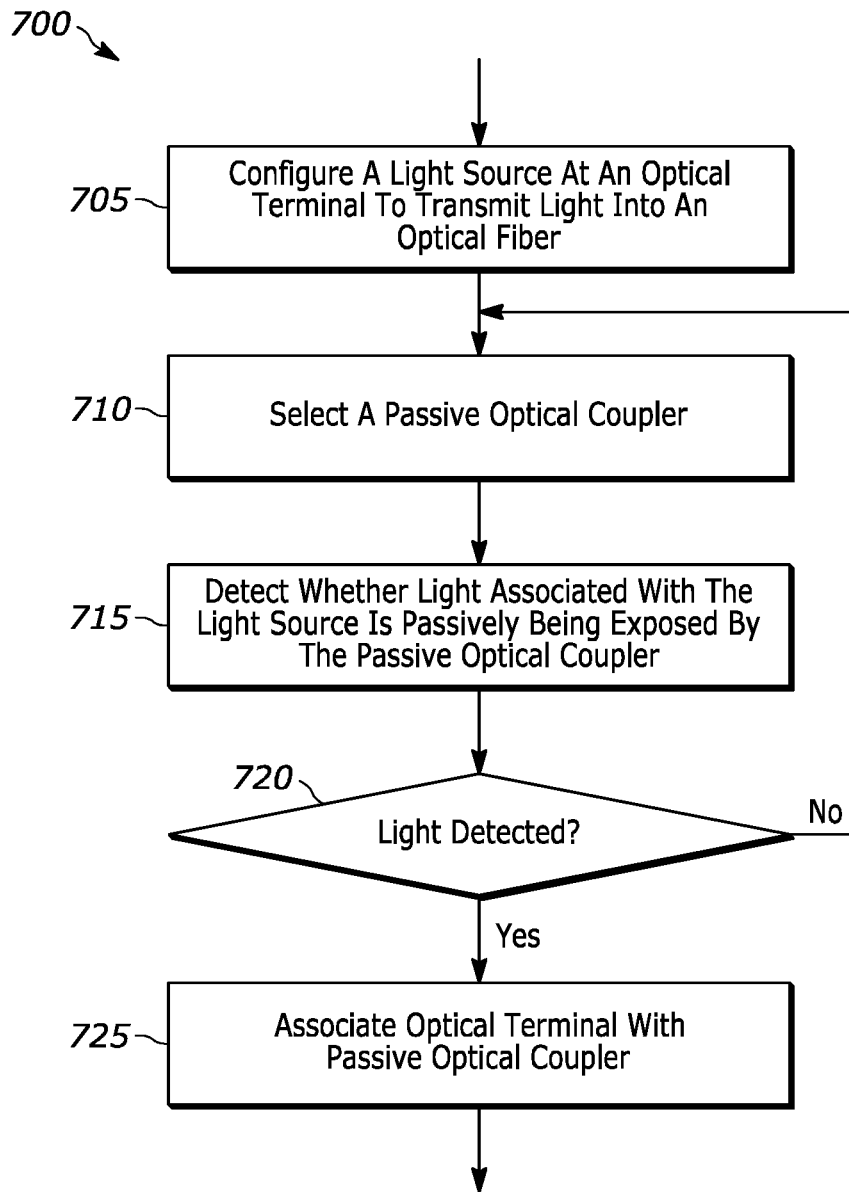 700
705
Configure A Light Source At An Optical
Terminal To Transmit Light Into An
Optical Fiber
710
Select A Passive Optical Coupler
715
Detect Whether Light Associated With The
Light Source Is Passively Being Exposed By
The Passive Optical Coupler
720
Light Detected?
No
Yes
725
Associate Optical Terminal With
Passive Optical Coupler